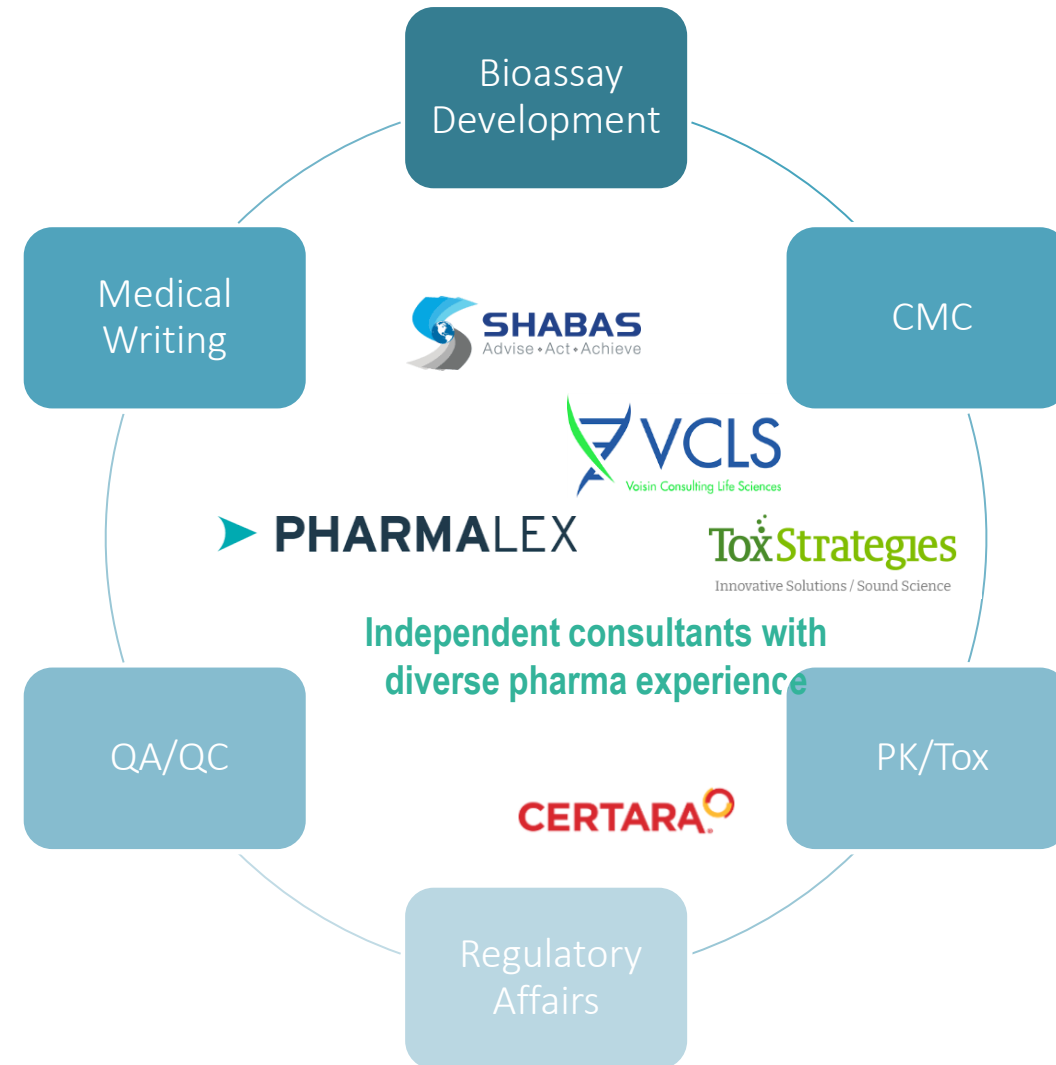 Bioassay
Development
Medical
Writing
CMC
SHABAS
Advise•Act•Achieve
VCLS
Voisin Consulting Life Sciences
PHARMALEX
ToxStrategies
Innovative Solutions / Sound Science
Independent consultants with
diverse pharma experience
QA/QC
PK/Tox
CERTARA®
Regulatory
Affairs